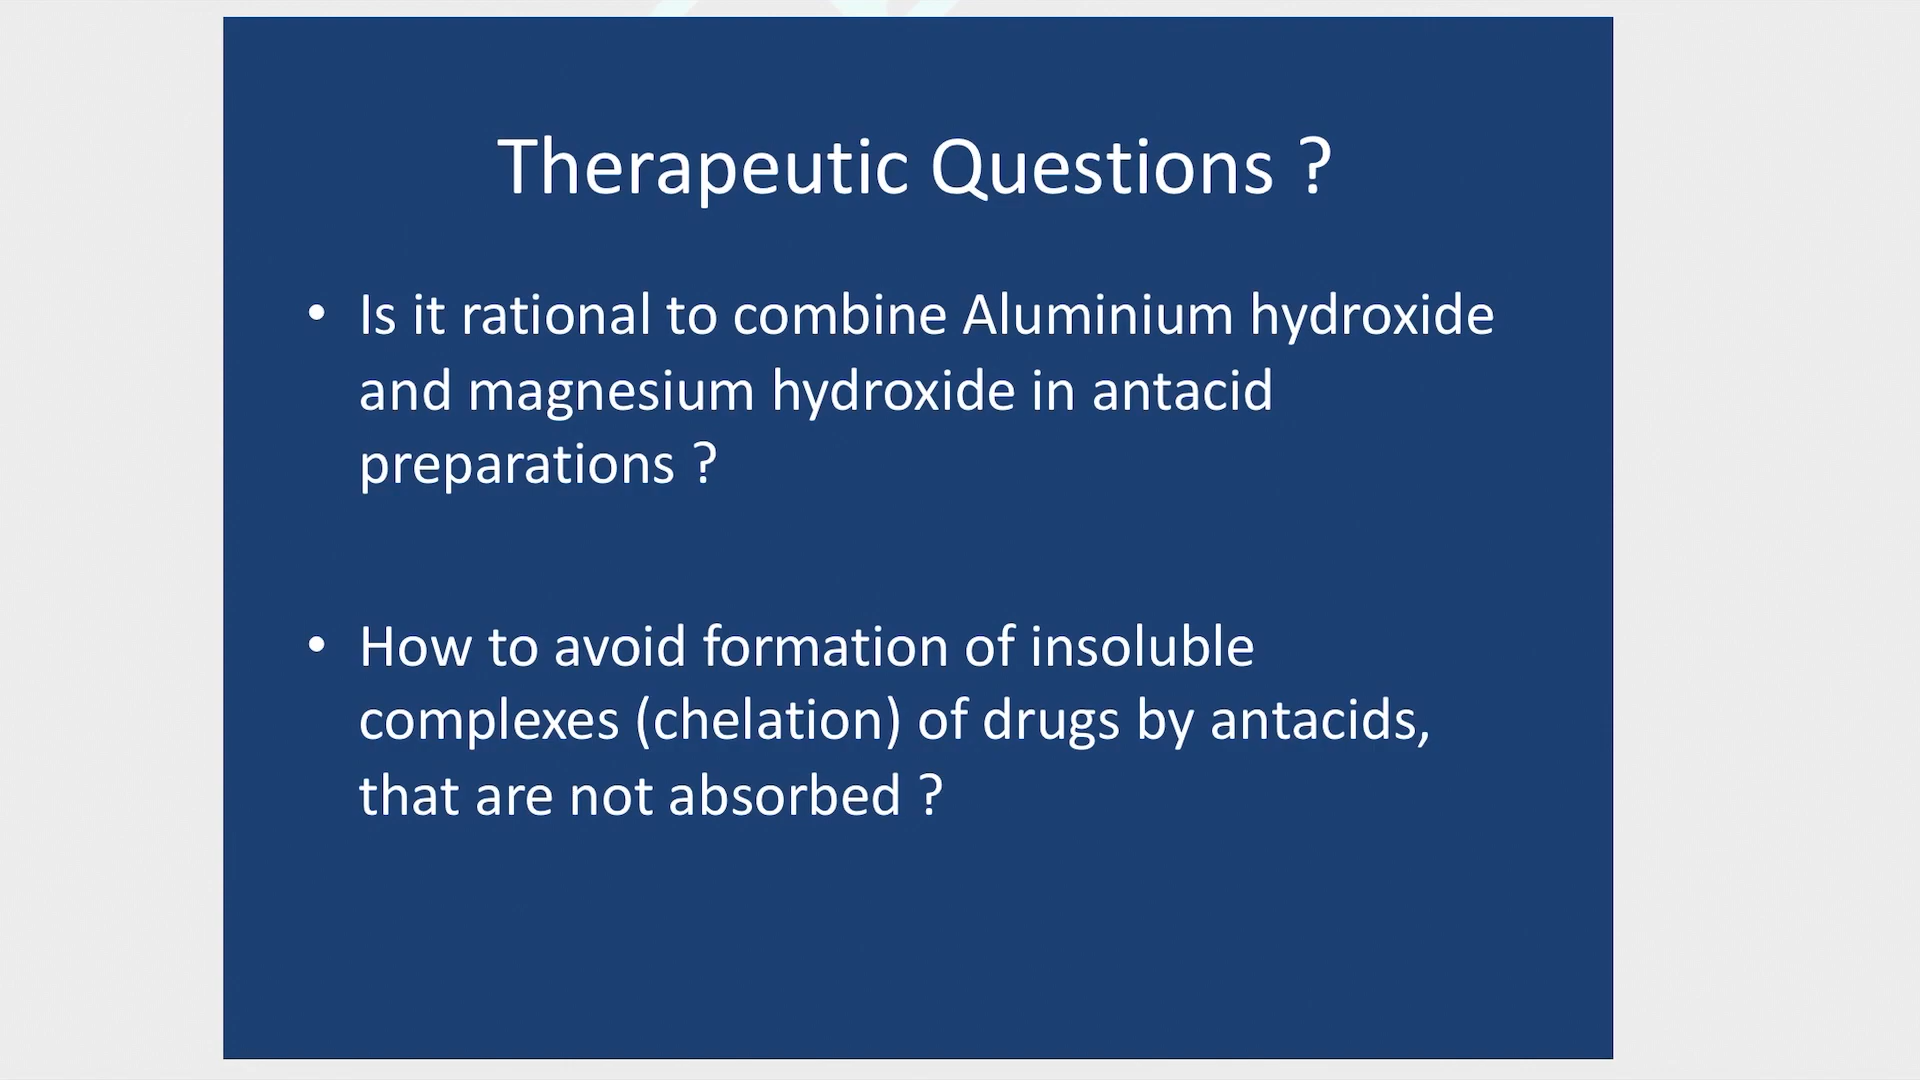 Therapeutic Questions ?
• Is it rational to combine Aluminium hydroxide
and magnesium hydroxide in antacid
preparations ?
• How to avoid formation of insoluble
complexes (chelation) of drugs by antacids,
that are not absorbed ?